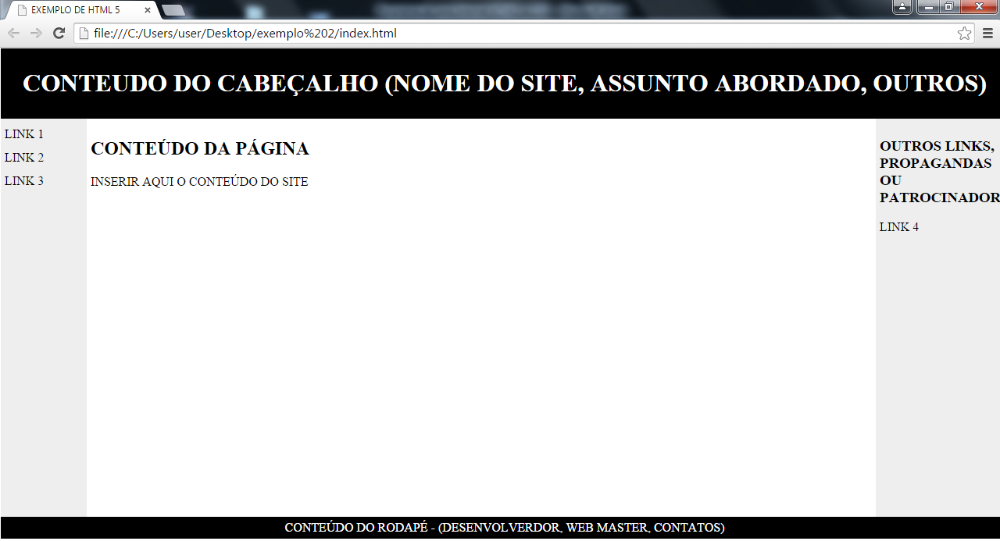 EXEMPLO DE HTML 5
file:///C:/Users/user/Desktop/exemplo%202/index.html
CONTEUDO DO CABEÇALHO (NOME DO SITE, ASSUNTO ABORDADO, OUTROS)
LINK 1
LINK 2
LINK 3
CONTEÚDO DA PÁGINA
INSERIR AQUI O CONTEÚDO DO SITE
OUTROS LINKS,
PROPAGANDAS
OU
PATROCINADOR
LINK 4
CONTEÚDO DO RODAPÉ - (DESENVOLVERDOR, WEB MASTER, CONTATOS)